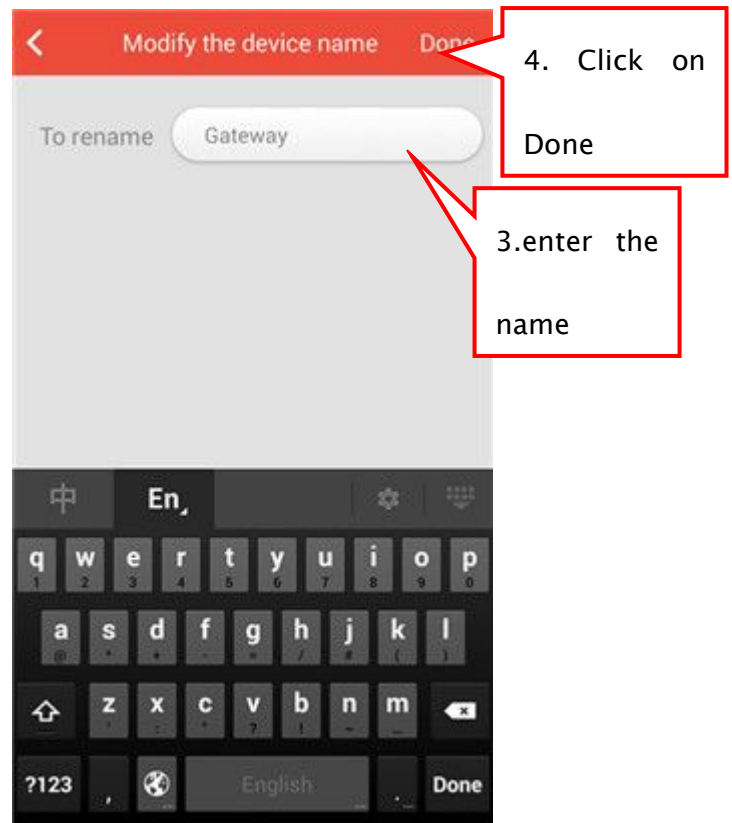 Modify the device name Done
4. Click on
Done
To rename Gateway
3.enter the
name
中 En
q w e r t y u i o p
1 2 3 4 5 6 7 8 9 0
a s d f g h j k l
z x c v b n m
?123 , English . Done